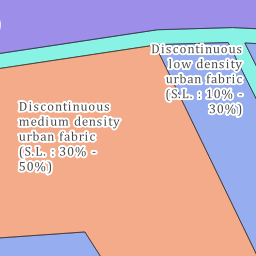 Discontinuous
low density
urban fabric
(S.L. : 10% -
30%)
Discontinuous
medium density
urban fabric
(S.L. : 30% -
50%)